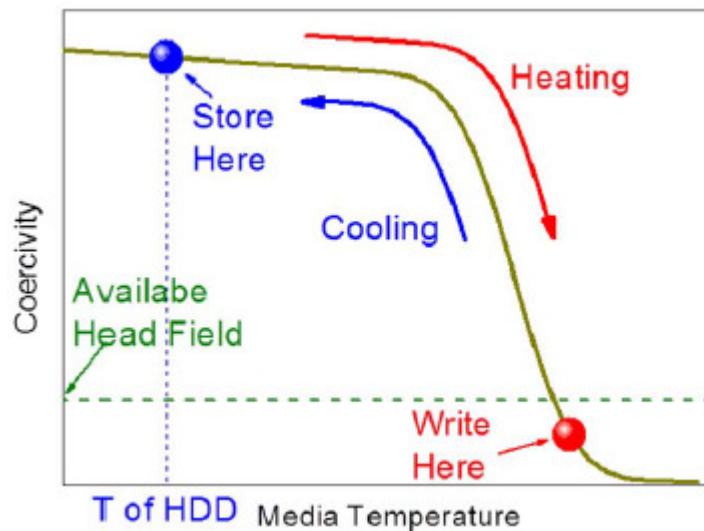 Heating
Store
Here
Cooling
Availabe
Head Field
Coercivity
Write
Here
T of HDD
Media Temperature